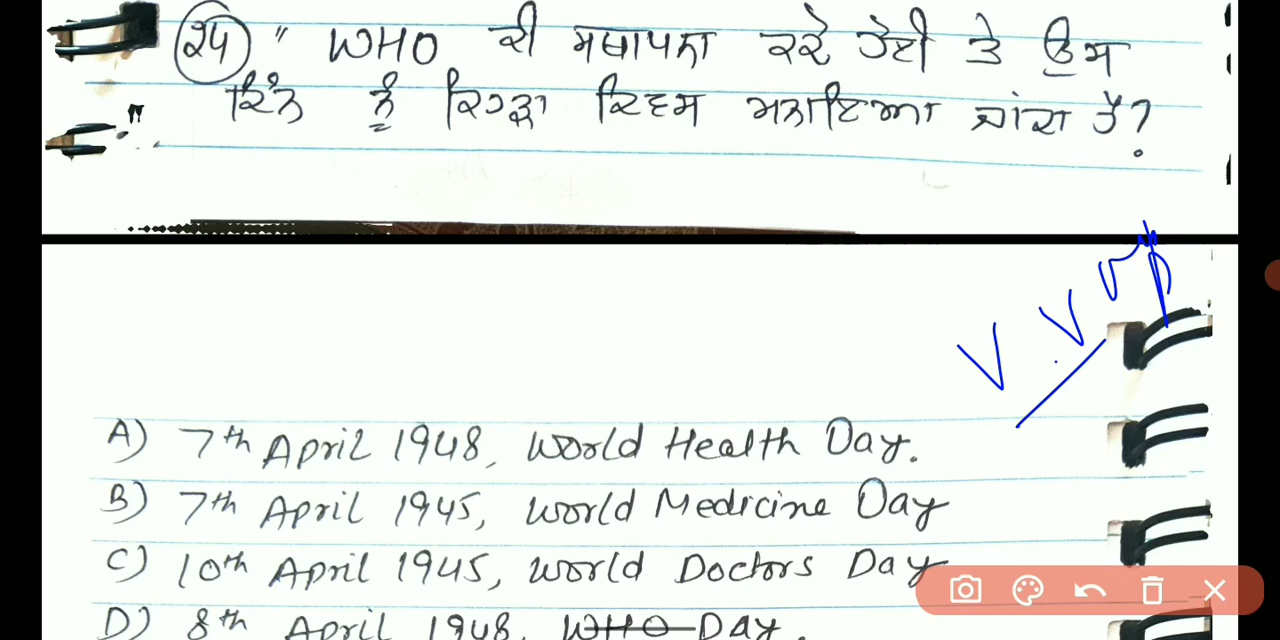 24 " WHO ਦੀ ਸਥਾਪਨਾ ਕਦੋਂ ਹੋਈ ਤੇ ਉਸ
ਦਿਨ ਨੂੰ ਕਿਹੜਾ ਦਿਵਸ ਮਨਾਇਆ ਜਾਂਦਾ ਹੈ?
V.V.
A) 7th April 1948, World Health Day.
B) 7th April 1945, World Medicine Day
C) 10th April 1945, World Doctors Day
D) 8th April 1948, WHO Day.